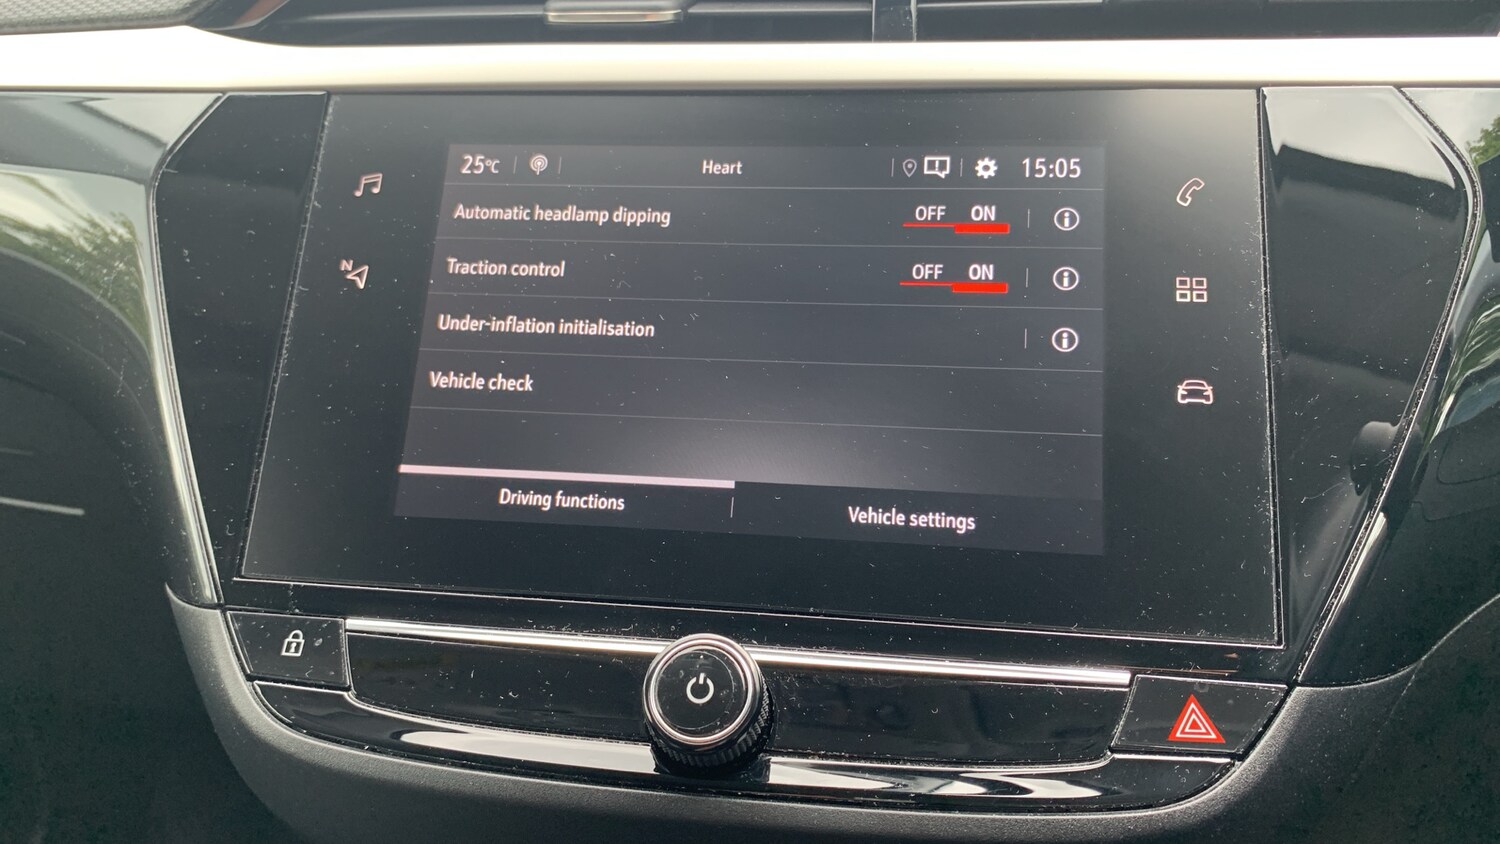 25°C Heart 15:05
Automatic headlamp dipping OFF ON
N
Traction control OFF ON
Under-inflation initialisation
Vehicle check
Driving functions Vehicle settings